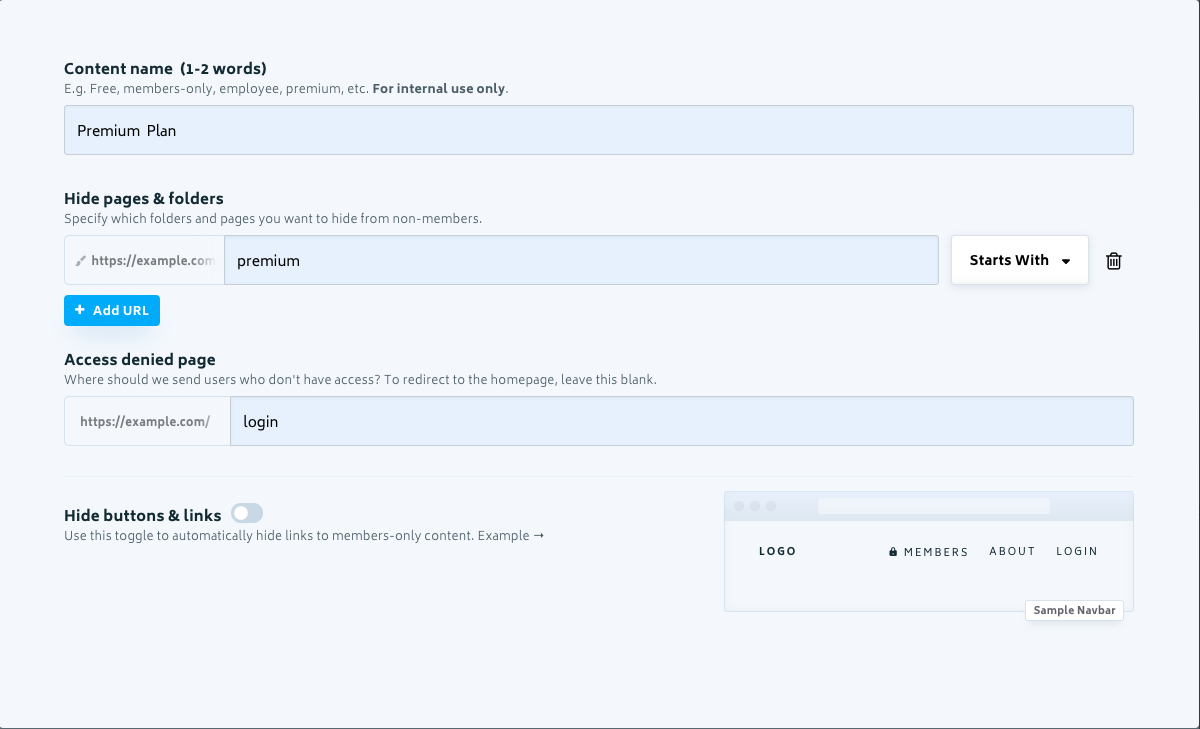 Content name (1-2 words)
E.g. Free, members-only, employee, premium, etc. For internal use only.
Premium Plan
Hide pages & folders
Specify which folders and pages you want to hide from non-members.
https://example.com premium Starts With
+ Add URL
Access denied page
Where should we send users who don't have access? To redirect to the homepage, leave this blank.
https://example.com/ login
Hide buttons & links
Use this toggle to automatically hide links to members-only content. Example →
LOGO MEMBERS ABOUT LOGIN
Sample Navbar